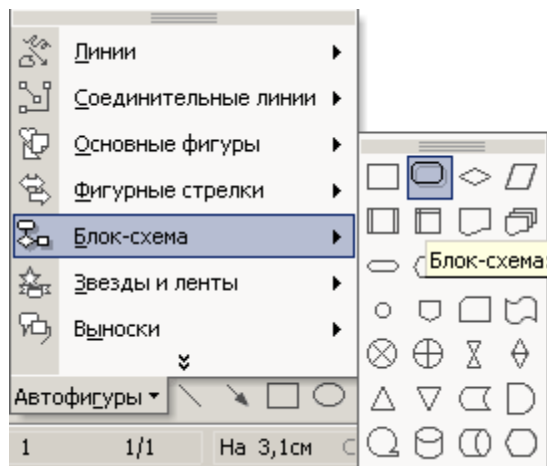 Линии
Соединительные линии
Основные фигуры
Фигурные стрелки
Блок-схема
Блок-схема:
Звезды и ленты
Выноски
Автофигуры
1 1/1 На 3,1см